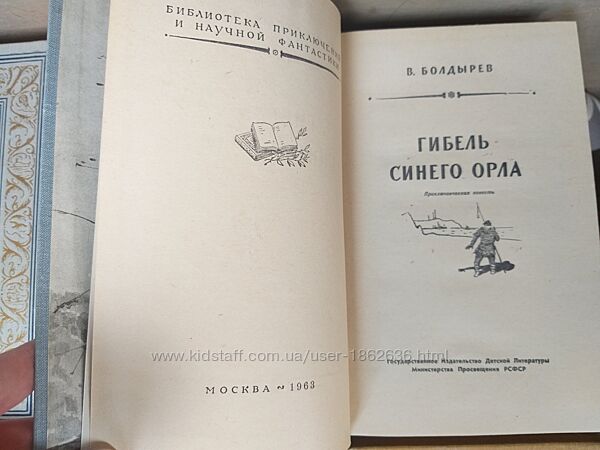 БИБЛИОТЕКА ПРИКЛЮЧЕНИЙ
И НАУЧНОЙ ФАНТАСТИКИ
МОСКВА ~ 1963
В. БОЛДЫРЕВ
ГИБЕЛЬ
СИНЕГО ОРЛА
Приключенческая повесть
Государственное Издательство Детской Литературы
Министерства Просвещения РСФСР
www.kidstaff.com.ua/user-1862636.html